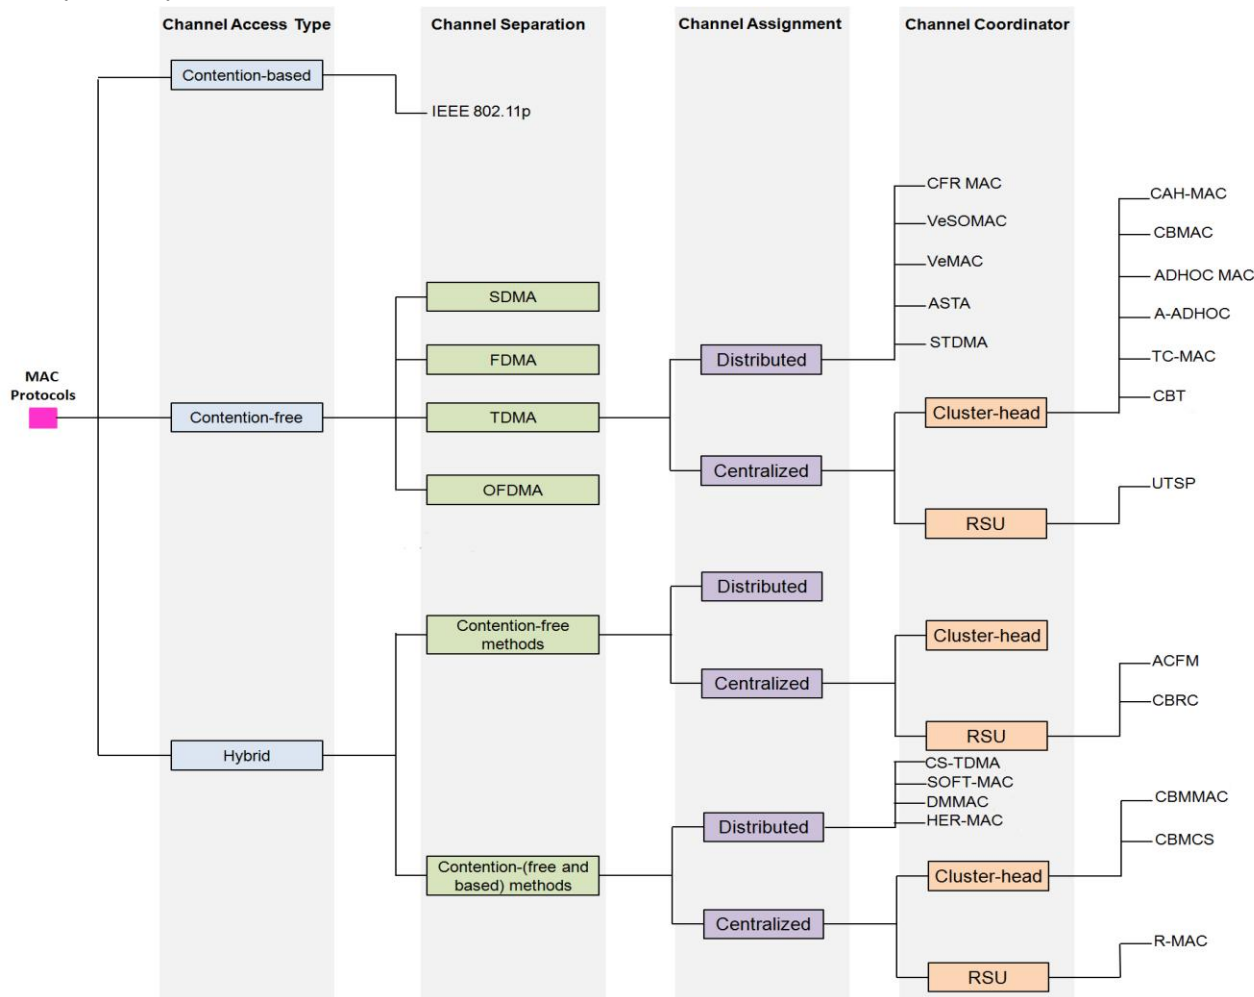 Channel Access Type
Channel Separation
Channel Assignment
Channel Coordinator
Contention-based
IEEE 802.11p
CFR MAC
VeSOMAC
VeMAC
ASTA
STDMA
CAH-MAC
CBMAC
ADHOC MAC
A-ADHOC
TC-MAC
CBT
SDMA
FDMA
Distributed
MAC
Protocols
Contention-free
TDMA
Cluster-head
Centralized
OFDMA
UTSP
RSU
Distributed
Contention-free
methods
Cluster-head
Centralized
ACFM
CBRC
RSU
Hybrid
CS-TDMA
SOFT-MAC
DMMAC
HER-MAC
Distributed
CBMMAC
CBMCS
Contention-(free and
based) methods
Cluster-head
Centralized
R-MAC
RSU